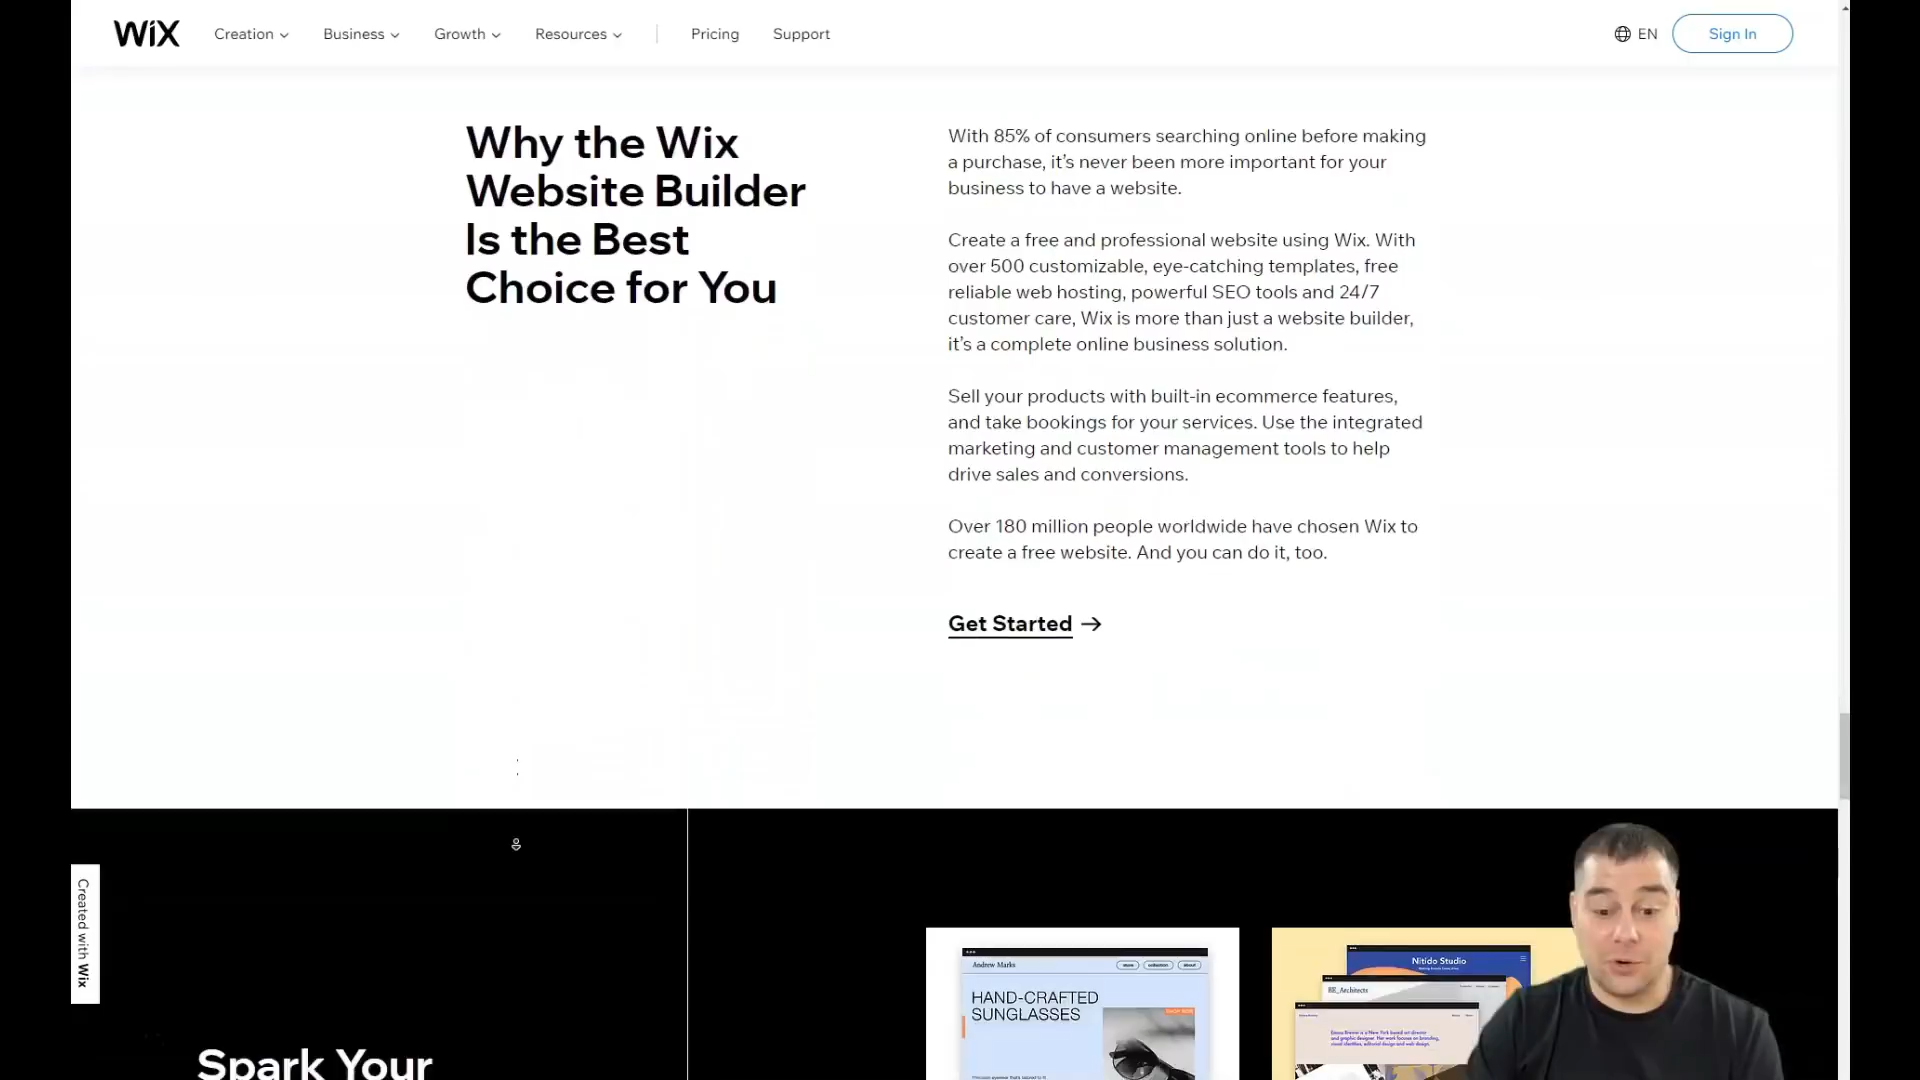 WiX
Creation
Business
Growth
Resources
Pricing
Support
EN
Sign In
Why the Wix
Website Builder
Is the Best
Choice for You
With 85% of consumers searching online before making
a purchase, it's never been more important for your
business to have a website.
Create a free and professional website using Wix. With
over 500 customizable, eye-catching templates, free
reliable web hosting, powerful SEO tools and 24/7
customer care, Wix is more than just a website builder,
it's a complete online business solution.
Sell your products with built-in ecommerce features,
and take bookings for your services. Use the integrated
marketing and customer management tools to help
drive sales and conversions.
Over 180 million people worldwide have chosen Wix to
create a free website. And you can do it, too.
Get Started →
Created with Wix
Spark Your
Andrew Marks
store
collection
about
HAND-CRAFTED
SUNGLASSES
SHOP NOW
Nitido Studio
RE_Architects